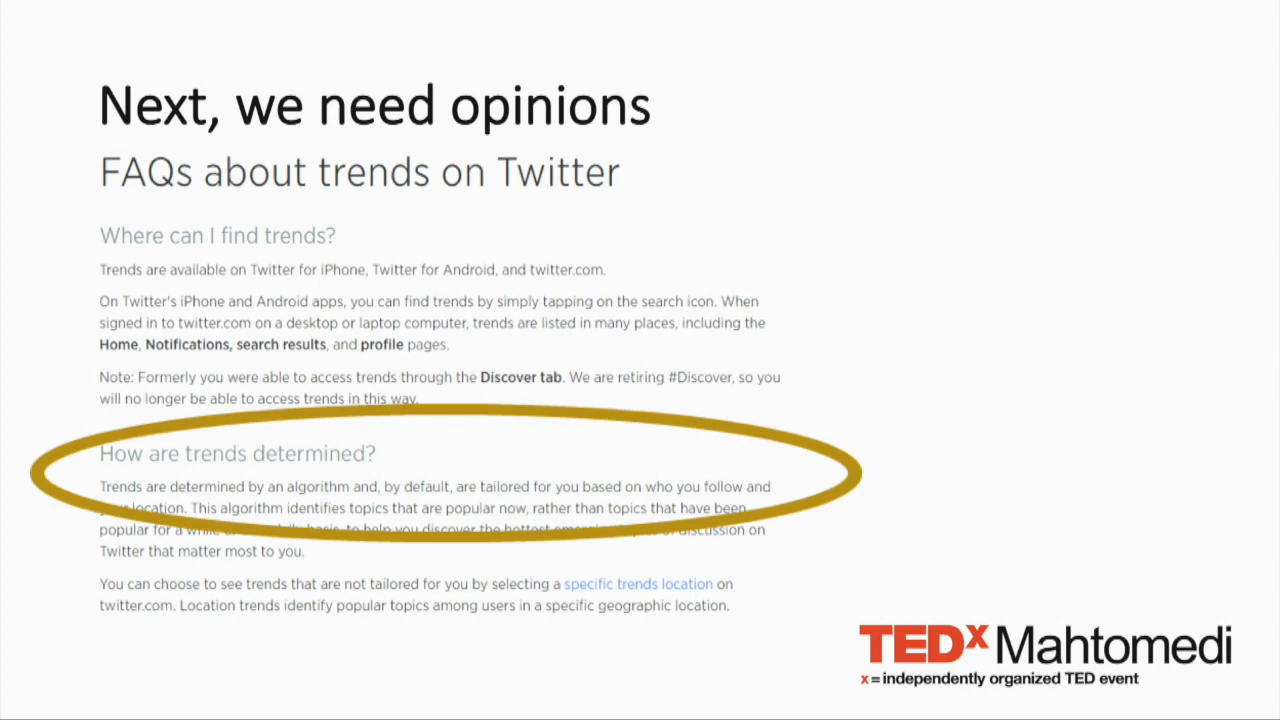 Next, we need opinions
FAQs about trends on Twitter
Where can I find trends?
Trends are available on Twitter for iPhone, Twitter for Android, and twitter.com.
On Twitter's iPhone and Android apps, you can find trends by simply tapping on the search icon. When
signed in to twitter.com on a desktop or laptop computer, trends are listed in many places, including the
Home, Notifications, search results, and profile pages.
Note: Formerly you were able to access trends through the Discover tab. We are retiring #Discover, so you
will no longer be able to access trends in this way.
How are trends determined?
Trends are determined by an algorithm and, by default, are tailored for you based on who you follow and
your location. This algorithm identifies topics that are popular now, rather than topics that have been
popular for a while or on a daily basis, to help you discover the hottest emerging topics of discussion on
Twitter that matter most to you.
You can choose to see trends that are not tailored for you by selecting a specific trends location on
twitter.com. Location trends identify popular topics among users in a specific geographic location.
TEDx Mahtomedi
x = independently organized TED event